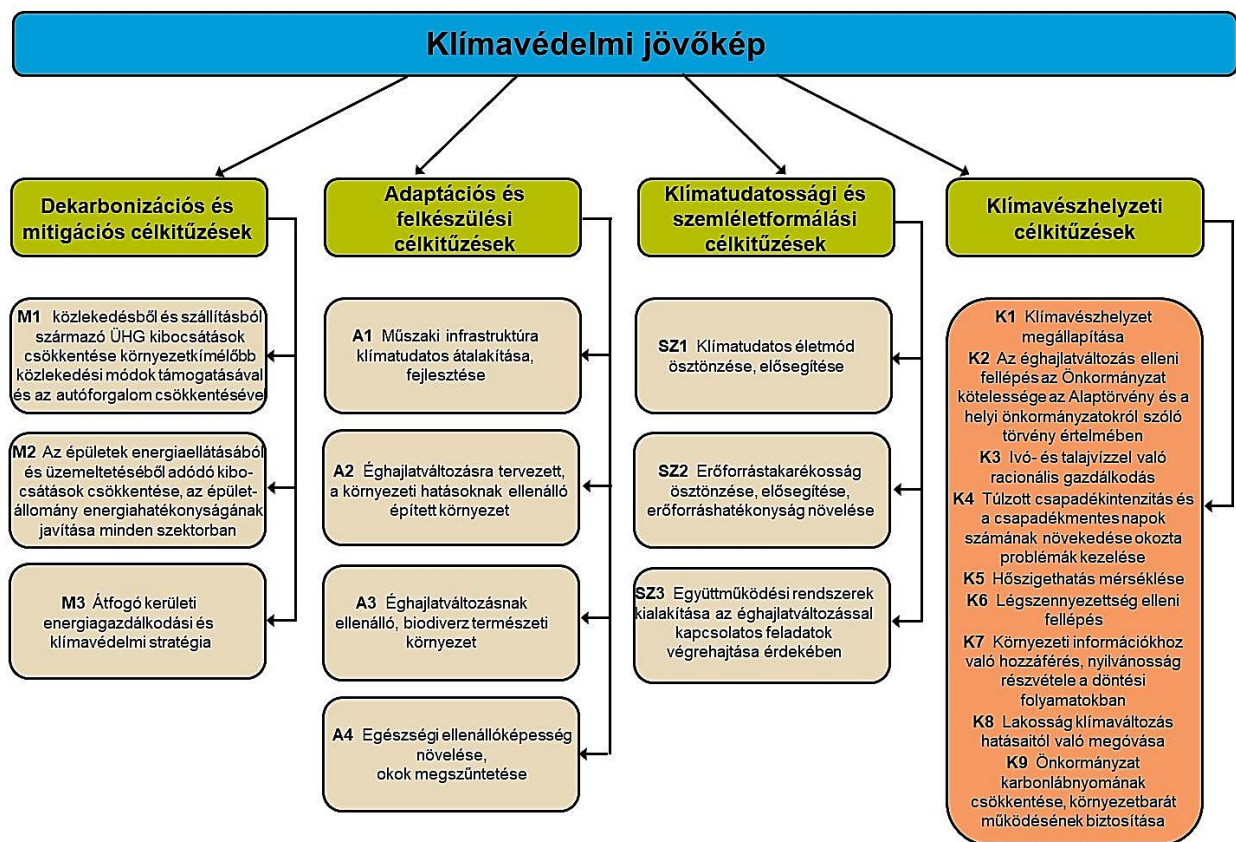 Klímavédelmi jövőkép
Dekarbonizációs és
mitigációs célkitűzések
M1 közlekedésből és szállításból
származó ÜHG kibocsátások
csökkentése környezetkímélőbb
közlekedési módok támogatásával
és az autóforgalom csökkentéséve
M2 Az épületek energiaellátásából
és üzemeltetéséből adódó kibo-
csátások csökkentése, az épület-
állomány energiahatékonyságának
javítása minden szektorban
M3 Átfogó kerületi
energiagazdálkodási és
klímavédelmi stratégia
Adaptációs és
felkészülési
célkitűzések
A1 Műszaki infrastruktúra
klímatudatos átalakítása,
fejlesztése
A2 Éghajlatváltozásra tervezett,
a környezeti hatásoknak ellenálló
épített környezet
A3 Éghajlatváltozásnak
ellenálló, biodiverz természeti
környezet
A4 Egészségi ellenállóképesség
növelése,
okok megszűntetése
Klímatudatossági és
szemléletformálási
célkitűzések
SZ1 Klímatudatos életmód
ösztönzése, elősegítése
SZ2 Erőforrástakarékosság
ösztönzése, elősegítése,
erőforráshatékonyság növelése
SZ3 Együttműködési rendszerek
kialakítása az éghajlatváltozással
kapcsolatos feladatok
végrehajtása érdekében
Klímavészhelyzeti
célkitűzések
K1 Klímavészhelyzet
megállapítása
K2 Az éghajlatváltozás elleni
fellépés az Önkormányzat
kötelessége az Alaptörvény és a
helyi önkormányzatokról szóló
törvény értelmében
K3 Ivó- és talajvízzel való
racionális gazdálkodás
K4 Túlzott csapadékintenzitás és
a csapadékmentes napok
számának növekedése okozta
problémák kezelése
K5 Hőszigethatás mérséklése
K6 Légszennyezettség elleni
fellépés
K7 Környezeti információkhoz
való hozzáférés, nyilvánosság
részvétele a döntési
folyamatokban
K8 Lakosság klímaváltozás
hatásaitól való megóvása
K9 Önkormányzat
karbonlábnyomának
csökkentése, környezetbarát
működésének biztosítása